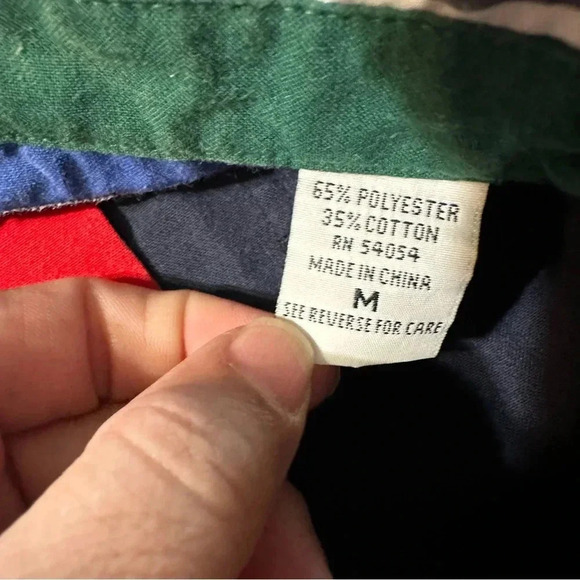 65% POLYESTER
35% COTTON
RN 54054
MADE IN CHINA
M
SEE REVERSE FOR CARE